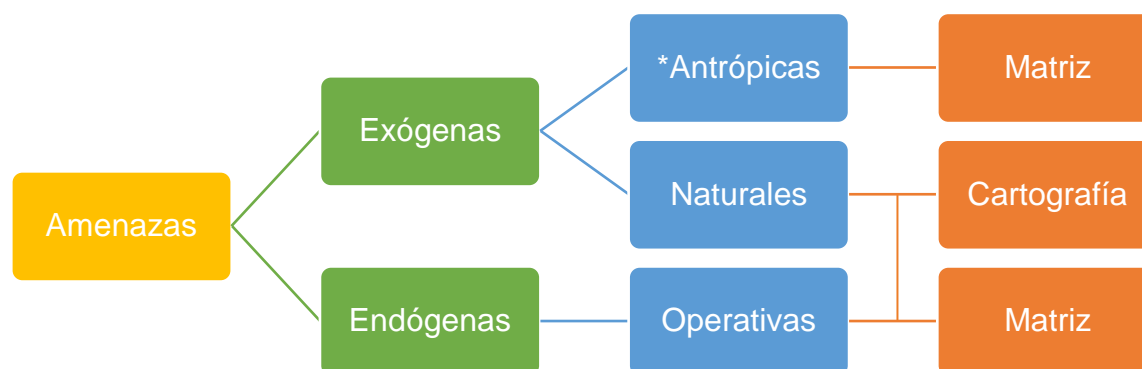 *Antrópicas
Matriz
Exógenas
Naturales
Cartografía
Amenazas
Endógenas
Operativas
Matriz